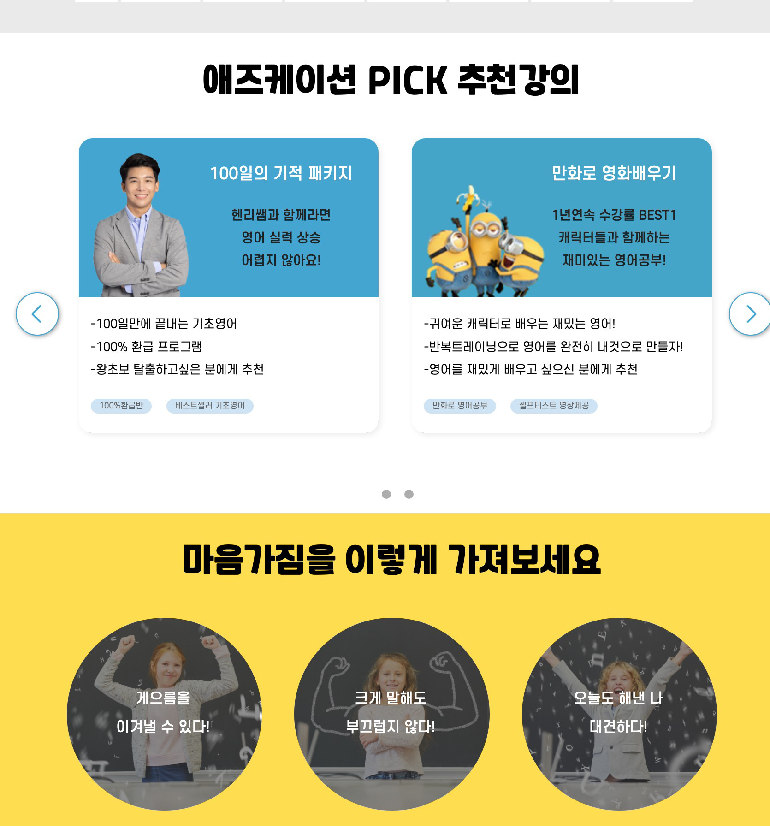 애즈케이션 PICK 추천강의
100일의 기적 패키지
헨리쌤과 함께라면
영어 실력 상승
어렵지 않아요!
-100일만에 끝내는 기초영어
-100% 환급 프로그램
-왕초보 탈출하고싶은 분에게 추천
100%환급반
베스트셀러 기초영어
만화로 영화배우기
1년연속 수강률 BEST1
캐릭터들과 함께하는
재미있는 영어공부!
-귀여운 캐릭터로 배우는 재밌는 영어!
-반복트레이닝으로 영어를 완전히 내것으로 만들자!
-영어를 재밌게 배우고 싶으신 분에게 추천
만화로 영어공부
셀프테스트 영상제공
마음가짐을 이렇게 가져보세요
게으름을
이겨낼 수 있다!
크게 말해도
부끄럽지 않다!
오늘도 해낸 나
대견하다!